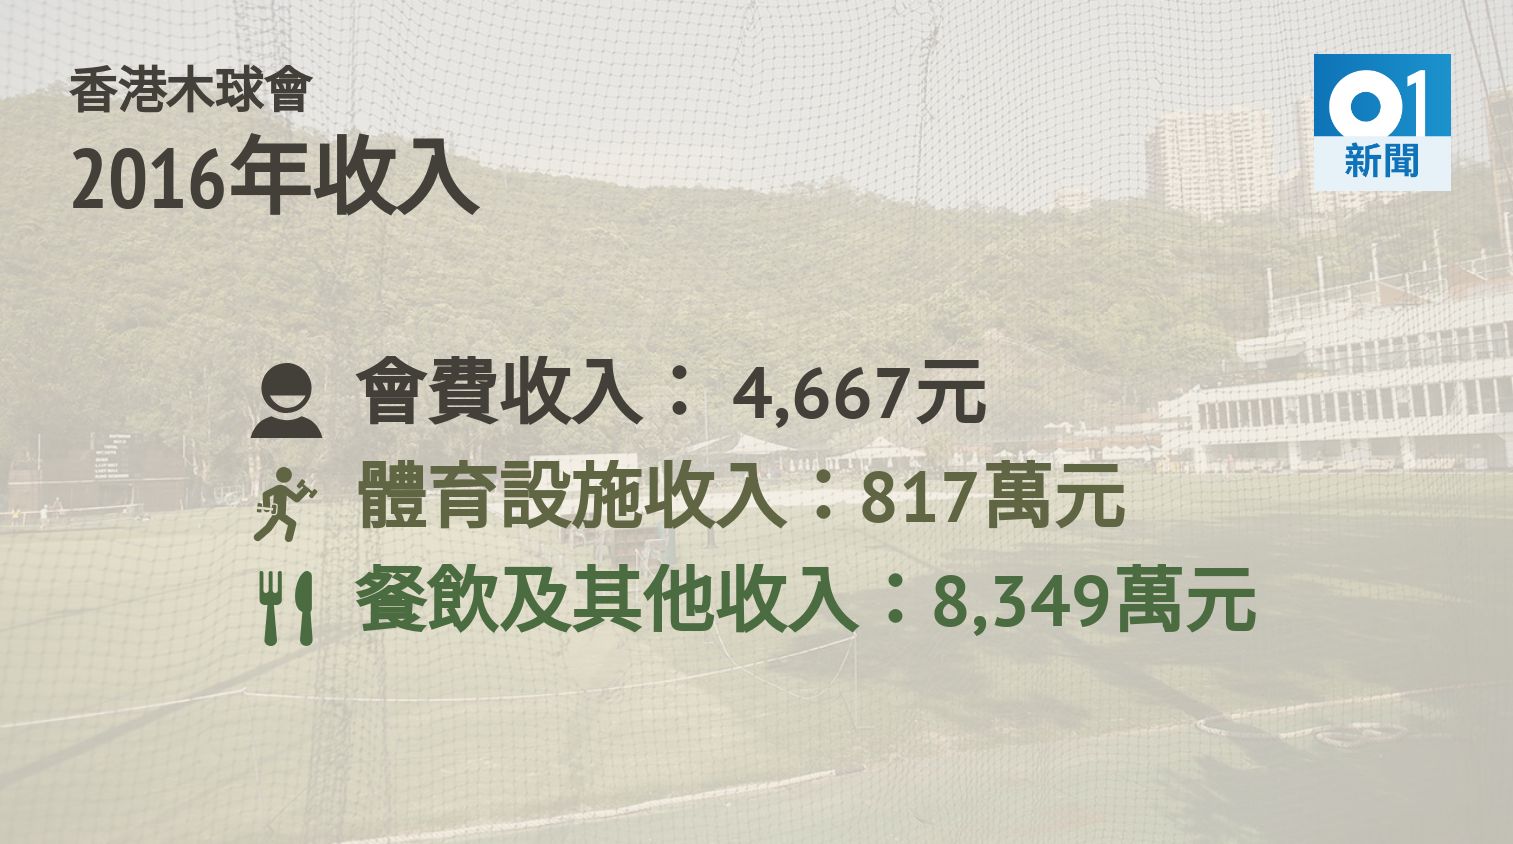 香港木球會
2016年收入
01
新聞
會費收入： 4,667元
體育設施收入：817萬元
餐飲及其他收入：8,349萬元